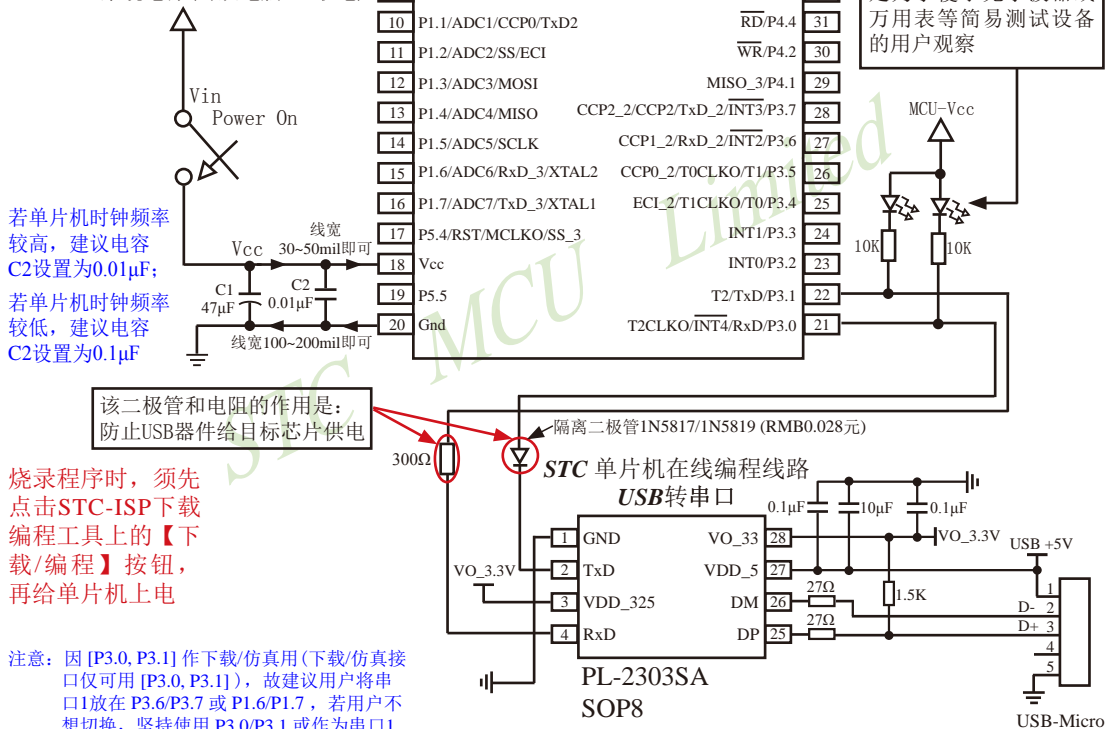 10 P1.1/ADC1/CCP0/TxD2
11 P1.2/ADC2/SS/ECI
12 P1.3/ADC3/MOSI
13 P1.4/ADC4/MISO
14 P1.5/ADC5/SCLK
15 P1.6/ADC6/RxD_3/XTAL2
16 P1.7/ADC7/TxD_3/XTAL1
17 P5.4/RST/MCLKO/SS_3
18 Vcc
19 P5.5
20 Gnd
RD/P4.4 31
WR/P4.2 30
MISO_3/P4.1 29
CCP2_2/CCP2/TxD_2/INT3/P3.7 28
CCP1_2/RxD_2/INT2/P3.6 27
CCP0_2/T0CLKO/T1/P3.5 26
ECI_2/T1CLKO/T0/P3.4 25
INT1/P3.3 24
INT0/P3.2 23
T2/TxD/P3.1 22
T2CLKO/INT4/RxD/P3.0 21
万用表等简易测试设备
的用户观察
MCU-Vcc
10K
10K
Vin
Power On
若单片机时钟频率
较高，建议电容
C2设置为0.01μF;
若单片机时钟频率
较低，建议电容
C2设置为0.1μF
Vcc
线宽
30~50mil即可
C1
47μF
C2
0.01μF
线宽100~200mil即可
STC MCU Limited
该二极管和电阻的作用是:
防止USB器件给目标芯片供电
300Ω
隔离二极管1N5817/1N5819 (RMB0.028元)
STC 单片机在线编程线路
USB转串口
烧录程序时，须先
点击STC-ISP下载
编程工具上的【下
载/编程】按钮，
再给单片机上电
0.1μF
10μF
0.1μF
VO_3.3V
USB +5V
VO_3.3V
1 GND
2 TxD
3 VDD_325
4 RxD
VO_33 28
VDD_5 27
DM 26
DP 25
27Ω
27Ω
1.5K
1
D- 2
D+ 3
4
5
PL-2303SA
SOP8
USB-Micro
注意: 因 [P3.0, P3.1] 作下载/仿真用(下载/仿真接
口仅可用 [P3.0, P3.1] )，故建议用户将串
口1放在 P3.6/P3.7 或 P1.6/P1.7 ，若用户不
想切换，坚持使用 P3.0/P3.1 或作为串口1